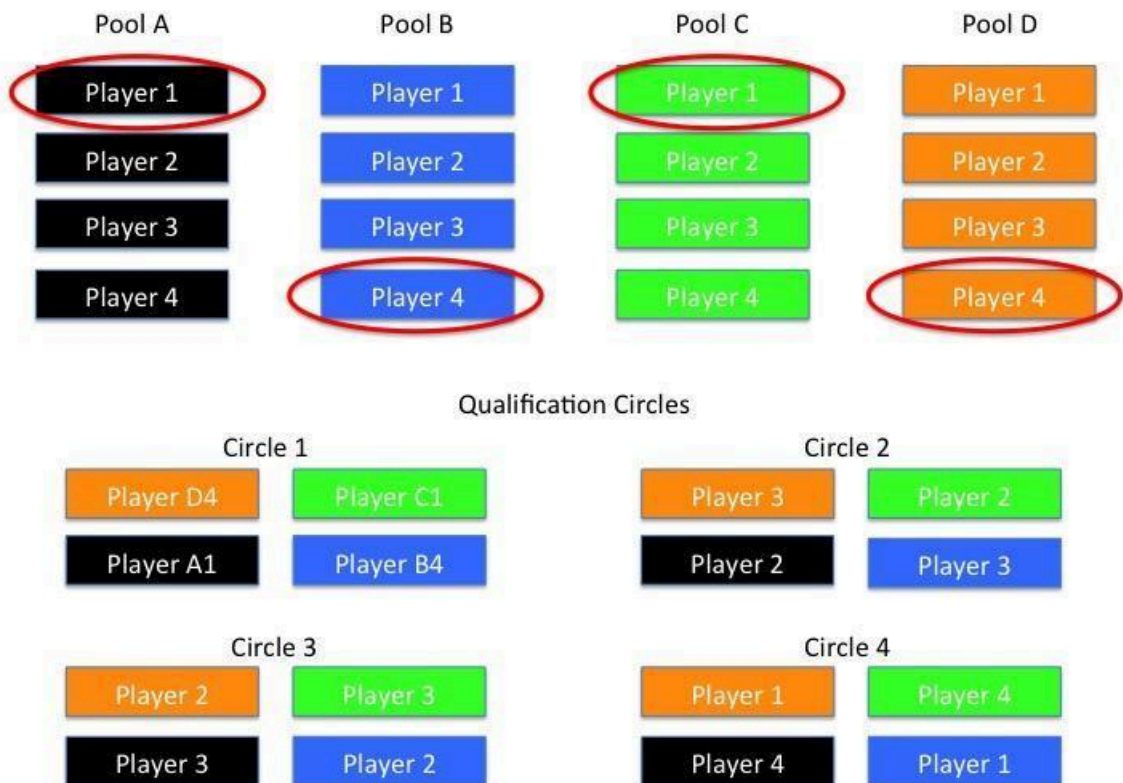 Pool A Pool B Pool C Pool D
Player 1 Player 1 Player 1 Player 1
Player 2 Player 2 Player 2 Player 2
Player 3 Player 3 Player 3 Player 3
Player 4 Player 4 Player 4 Player 4
Qualification Circles
Circle 1 Circle 2
Player D4 Player C1 Player 3 Player 2
Player A1 Player B4 Player 2 Player 3
Circle 3 Circle 4
Player 2 Player 3 Player 1 Player 4
Player 3 Player 2 Player 4 Player 1